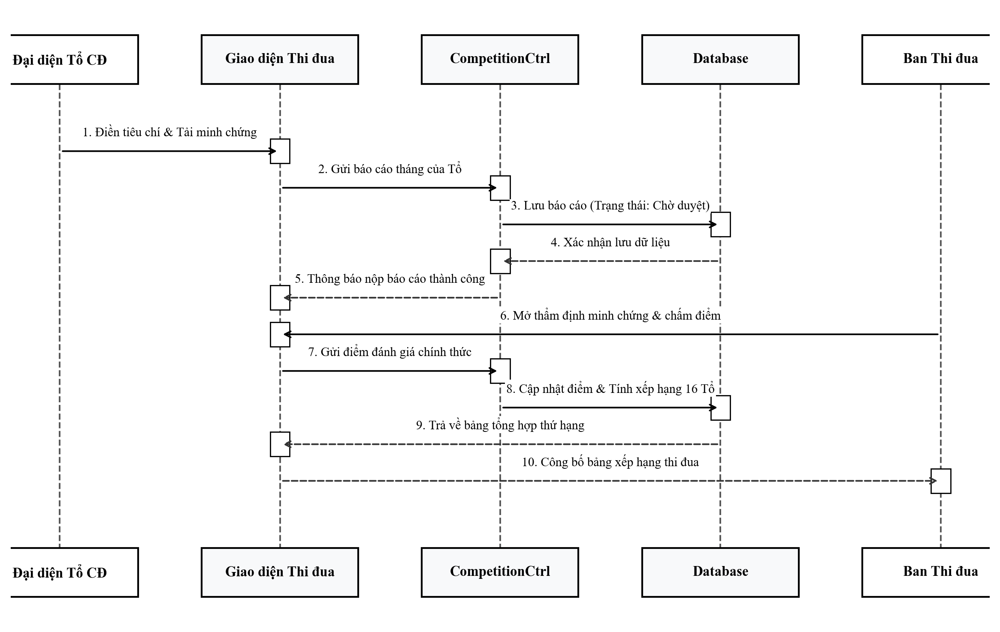 Đại diện Tổ CĐ
Giao diện Thi đua
CompetitionCtrl
Database
Ban Thi đua
1. Điền tiêu chí & Tải minh chứng
2. Gửi báo cáo tháng của Tổ
3. Lưu báo cáo (Trạng thái: Chờ duyệt)
4. Xác nhận lưu dữ liệu
5. Thông báo nộp báo cáo thành công
6. Mở thẩm định minh chứng & chấm điểm
7. Gửi điểm đánh giá chính thức
8. Cập nhật điểm & Tính xếp hạng 16 Tổ
9. Trả về bảng tổng hợp thứ hạng
10. Công bố bảng xếp hạng thi đua
Đại diện Tổ CĐ
Giao diện Thi đua
CompetitionCtrl
Database
Ban Thi đua